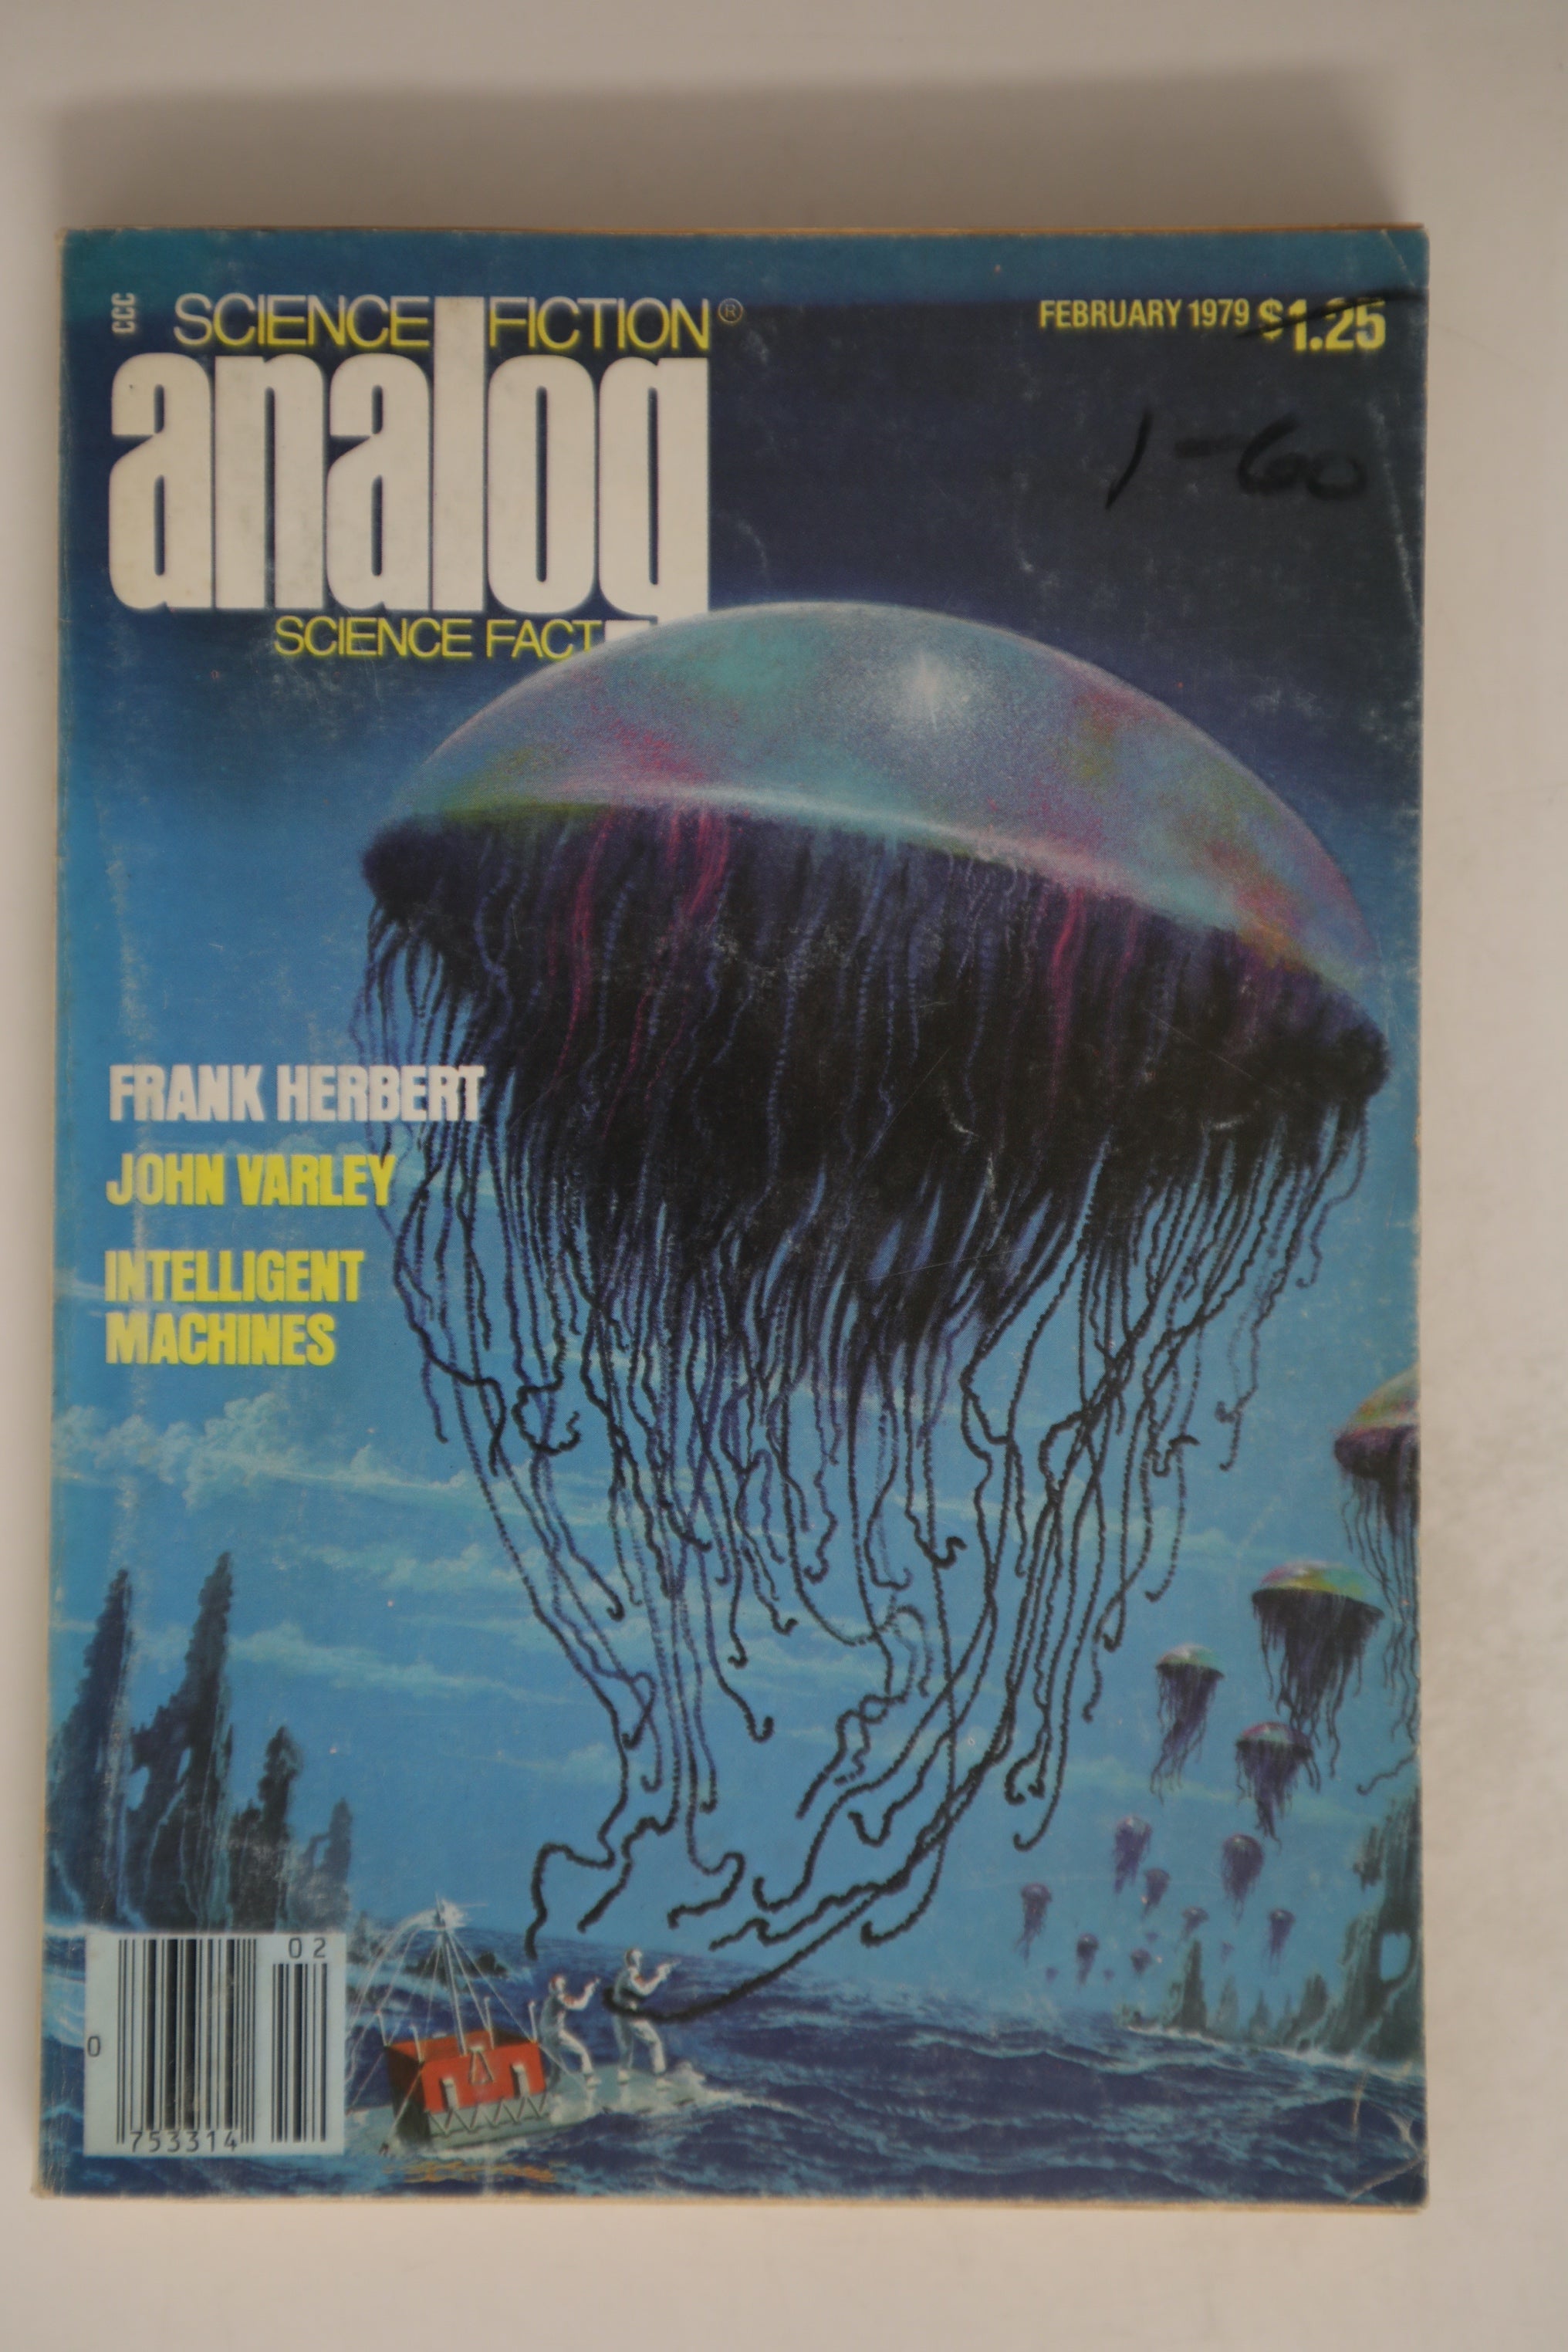 CCC
SCIENCE FICTION®
analog
SCIENCE FACT
FEBRUARY 1979 $1.25
1-60
FRANK HERBERT
JOHN VARLEY
INTELLIGENT
MACHINES
02
0
753314